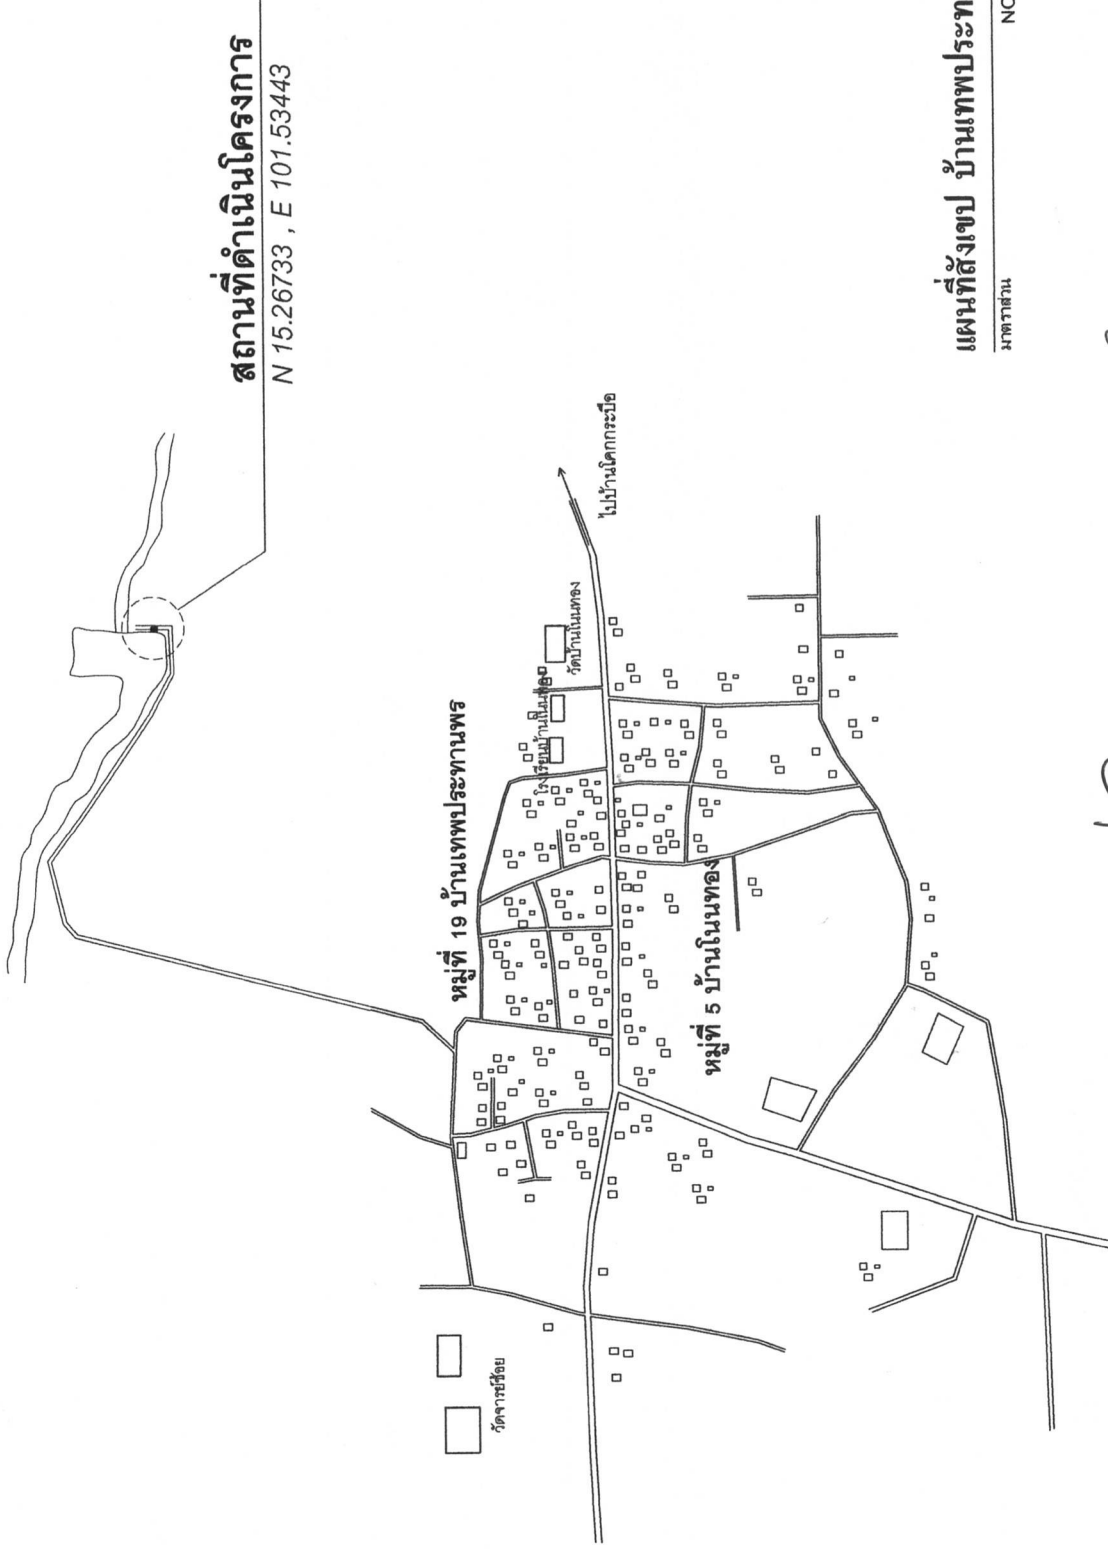 สถานที่ดำเนินโครงการ
N 15.26733 , E 101.53443
ไปบ้านโคกกระบือ
วัดบ้านโนนทอง
โรงเรียนบ้านโนนทอง
หมู่ที่ 19 บ้านเทพประทานพร
หมู่ที่ 5 บ้านโนนทอง
วัดจารย์ช้อย
แผนที่สังเขป บ้านเทพประท
มาตราส่วน
NO